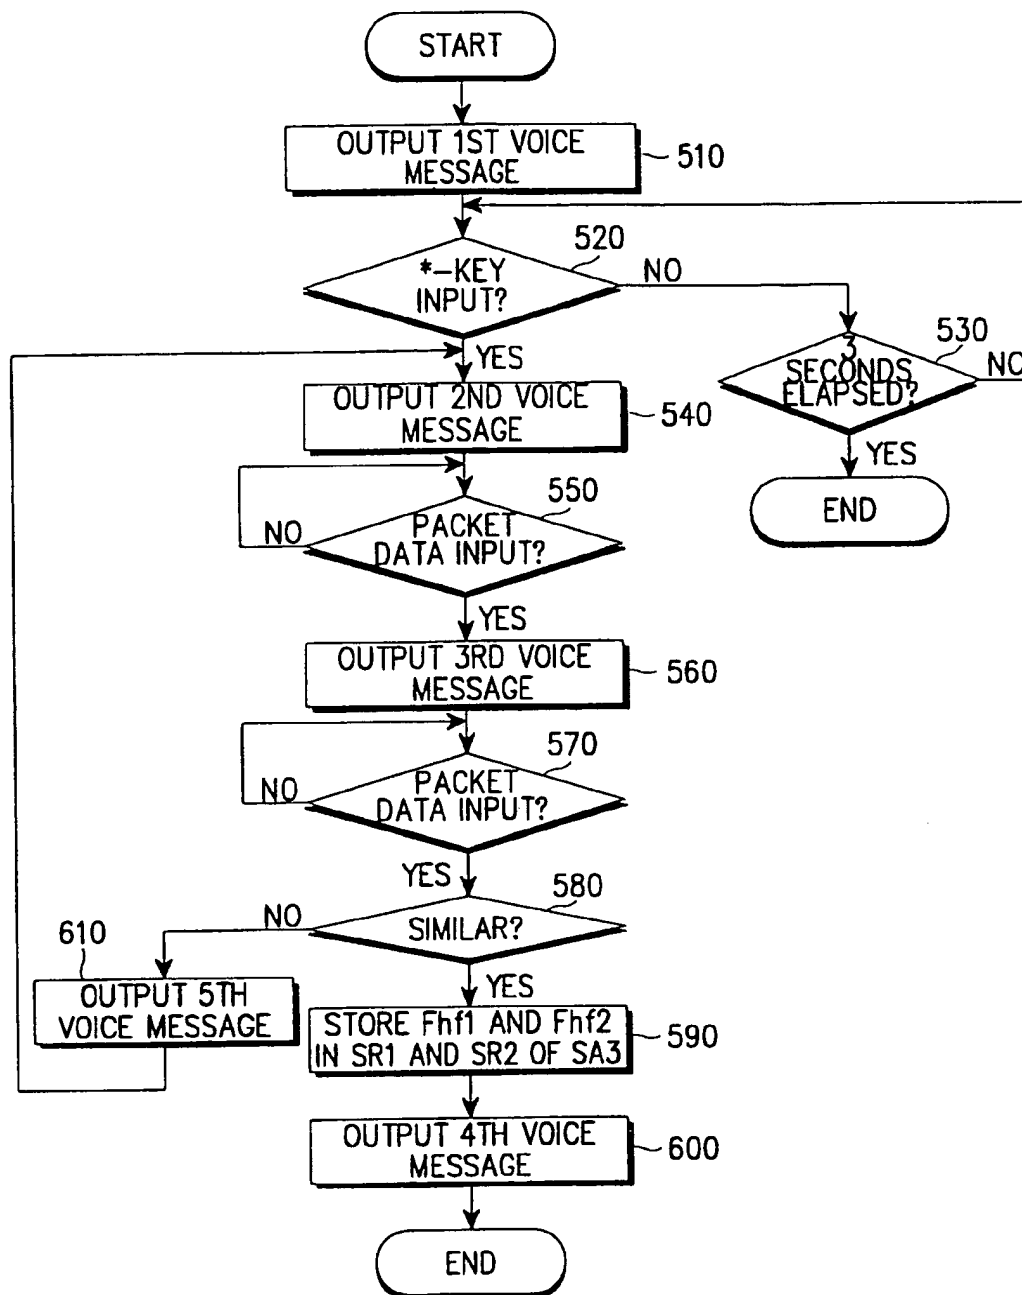 START
OUTPUT 1ST VOICE
MESSAGE
510
520
*-KEY
INPUT?
NO
530
3
SECONDS
ELAPSED?
NO
YES
YES
OUTPUT 2ND VOICE
MESSAGE
540
END
550
PACKET
DATA INPUT?
NO
YES
OUTPUT 3RD VOICE
MESSAGE
560
570
PACKET
DATA INPUT?
NO
YES
580
SIMILAR?
NO
610
OUTPUT 5TH
VOICE MESSAGE
YES
STORE Fhf1 AND Fhf2
IN SR1 AND SR2 OF SA3
590
OUTPUT 4TH VOICE
MESSAGE
600
END